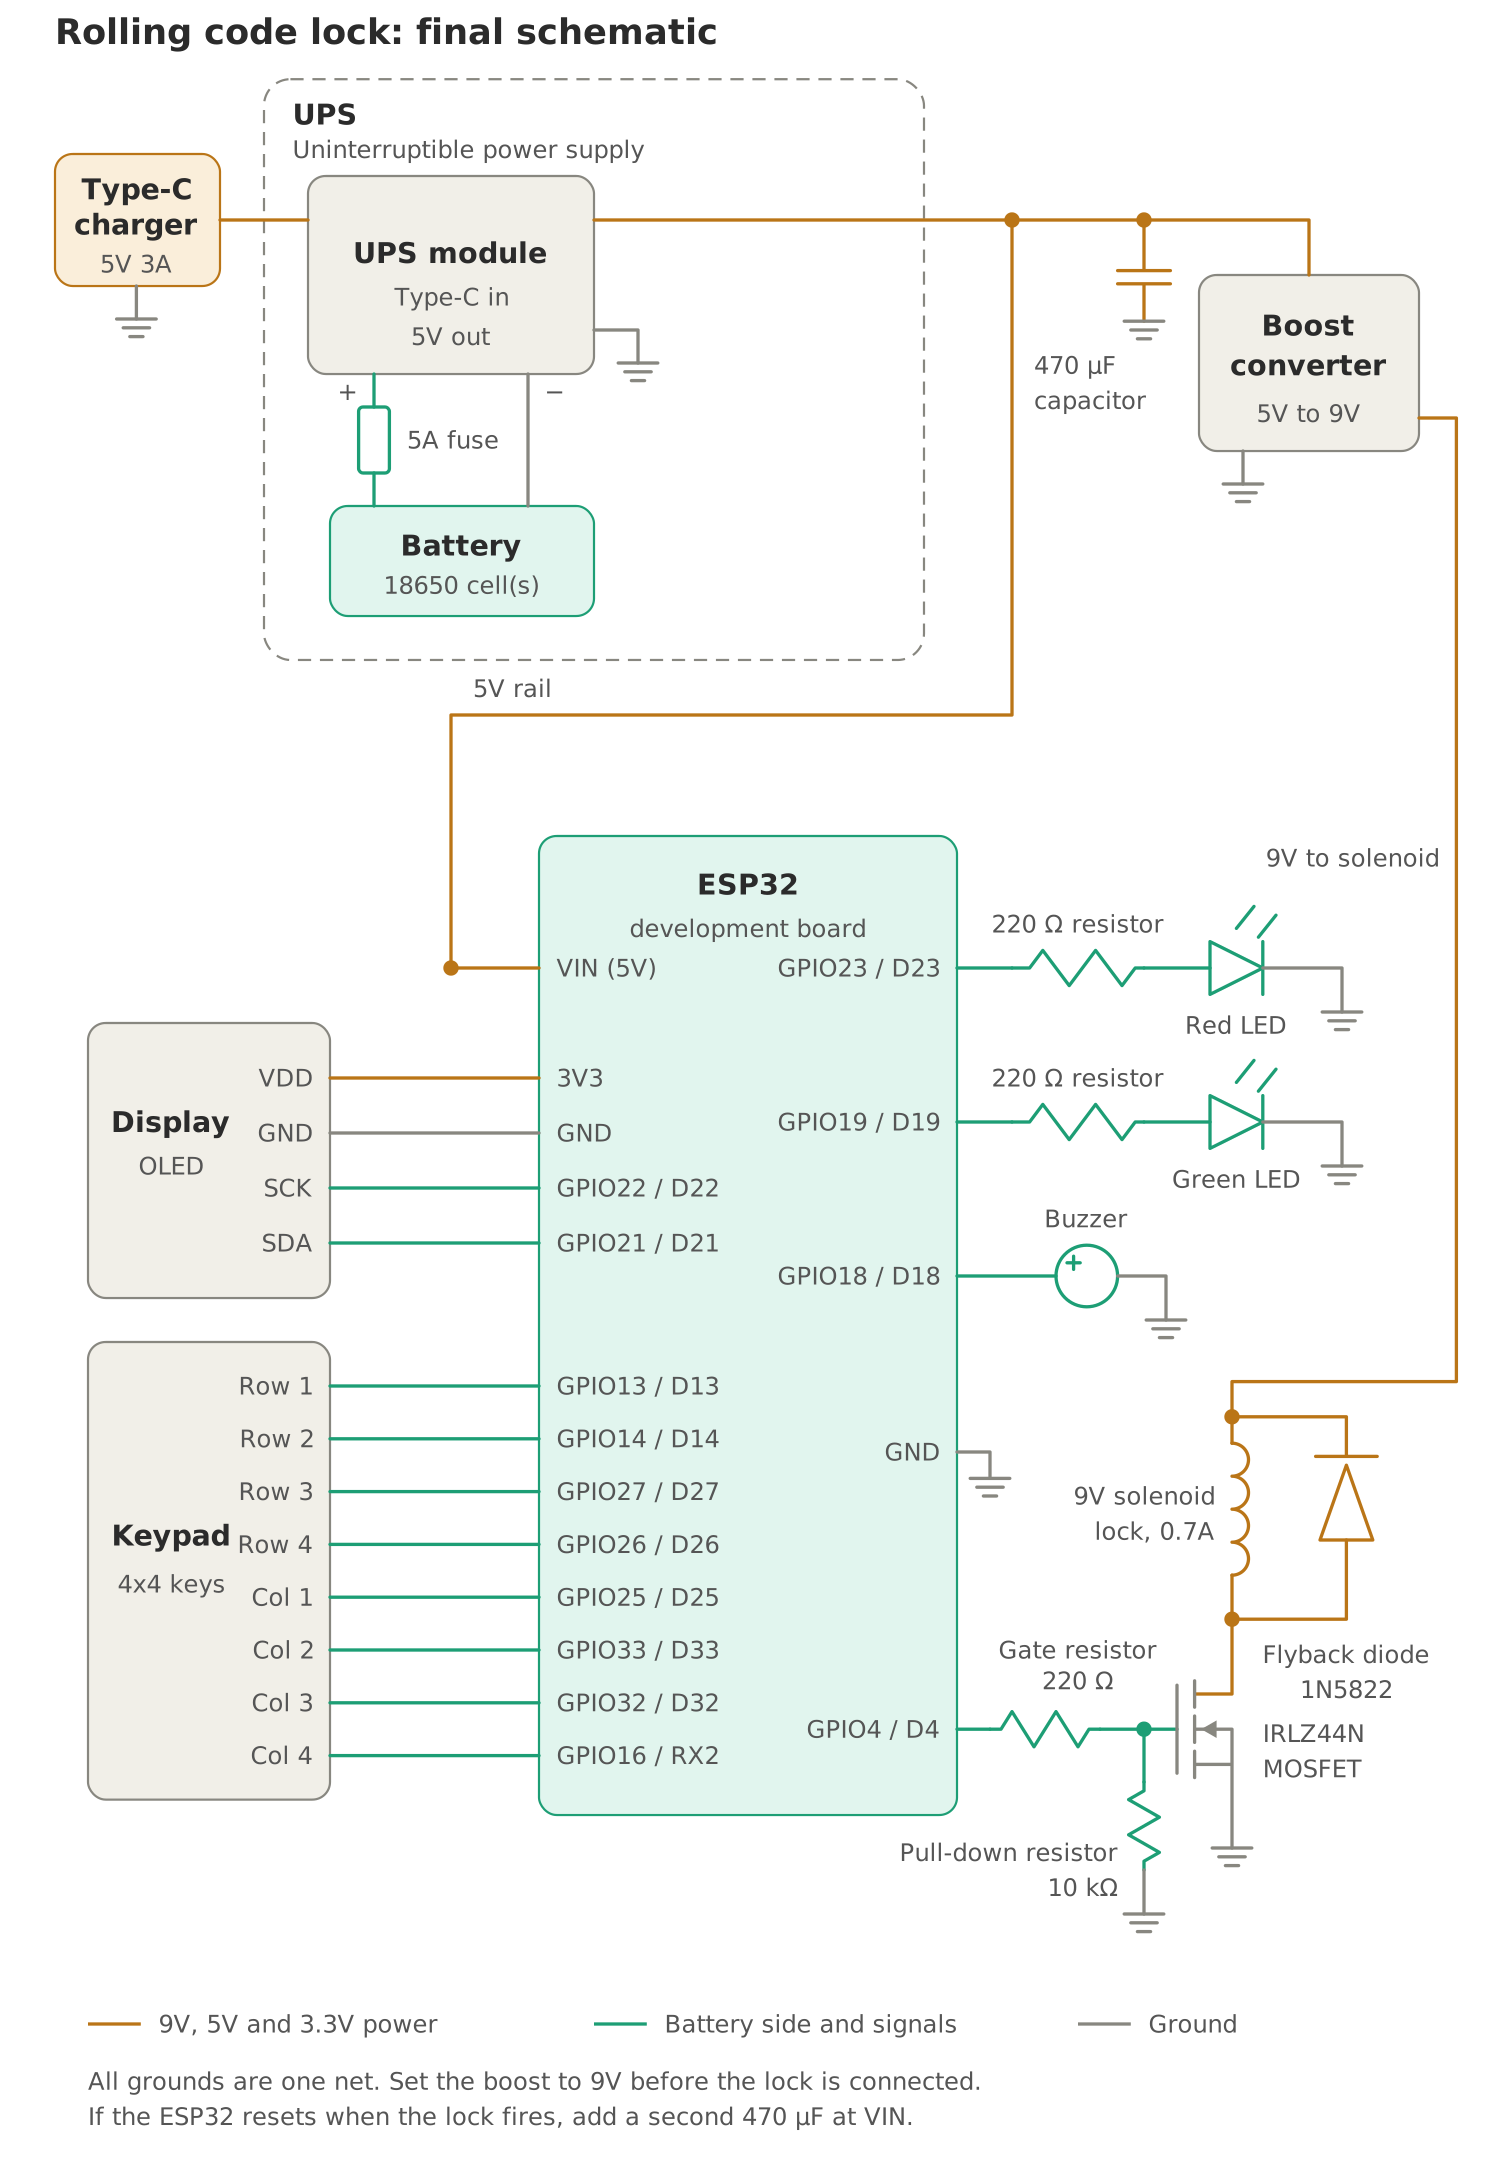 Rolling code lock: final schematic
UPS
Uninterruptible power supply
Type-C
charger
5V 3A
UPS module
Type-C in
5V out
+
−
5A fuse
Battery
18650 cell(s)
470 µF
capacitor
Boost
converter
5V to 9V
5V rail
9V to solenoid
ESP32
development board
VIN (5V)
3V3
GND
GPIO22 / D22
GPIO21 / D21
GPIO13 / D13
GPIO14 / D14
GPIO27 / D27
GPIO26 / D26
GPIO25 / D25
GPIO33 / D33
GPIO32 / D32
GPIO16 / RX2
GPIO23 / D23
GPIO19 / D19
GPIO18 / D18
GND
GPIO4 / D4
Display
OLED
VDD
GND
SCK
SDA
Keypad
4x4 keys
Row 1
Row 2
Row 3
Row 4
Col 1
Col 2
Col 3
Col 4
220 Ω resistor
Red LED
220 Ω resistor
Green LED
Buzzer
+
9V solenoid
lock, 0.7A
Flyback diode
1N5822
Gate resistor
220 Ω
IRLZ44N
MOSFET
Pull-down resistor
10 kΩ
9V, 5V and 3.3V power
Battery side and signals
Ground
All grounds are one net. Set the boost to 9V before the lock is connected.
If the ESP32 resets when the lock fires, add a second 470 µF at VIN.